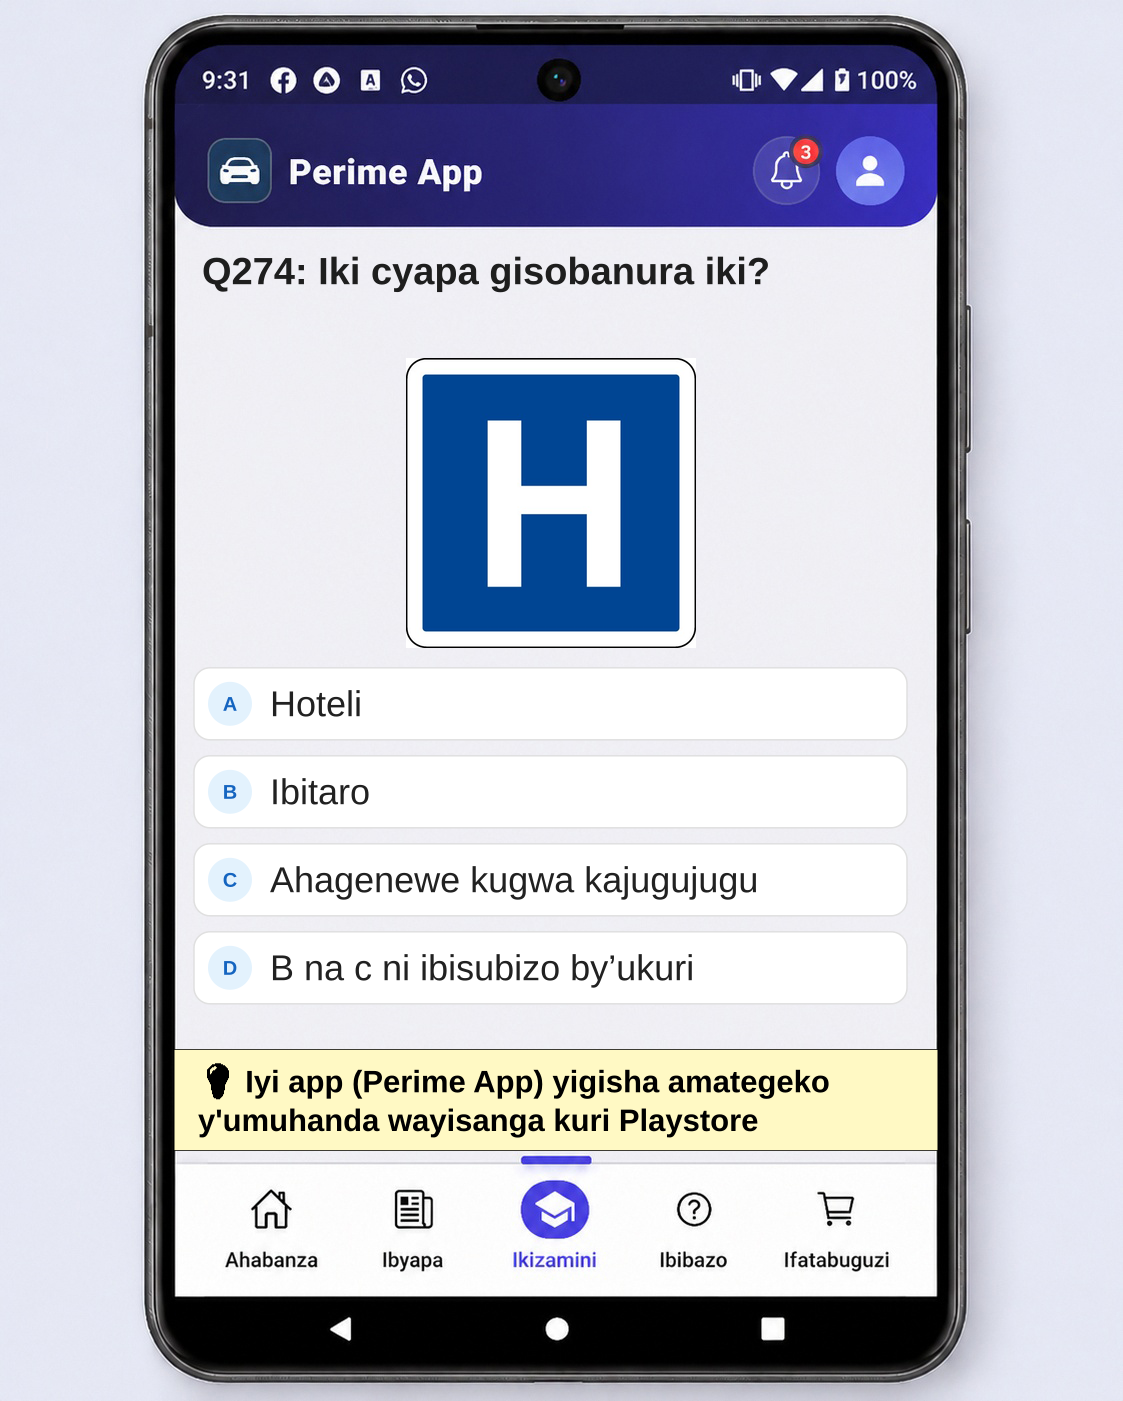 9:31
100%
Perime App
3
Q274: Iki cyapa gisobanura iki?
H
A Hoteli
B Ibitaro
C Ahagenewe kugwa kajugujugu
D B na c ni ibisubizo by’ukuri
Iyi app (Perime App) yigisha amategeko
y'umuhanda wayisanga kuri Playstore
Ahabanza
Ibyapa
Ikizamini
Ibibazo
Ifatabuguzi